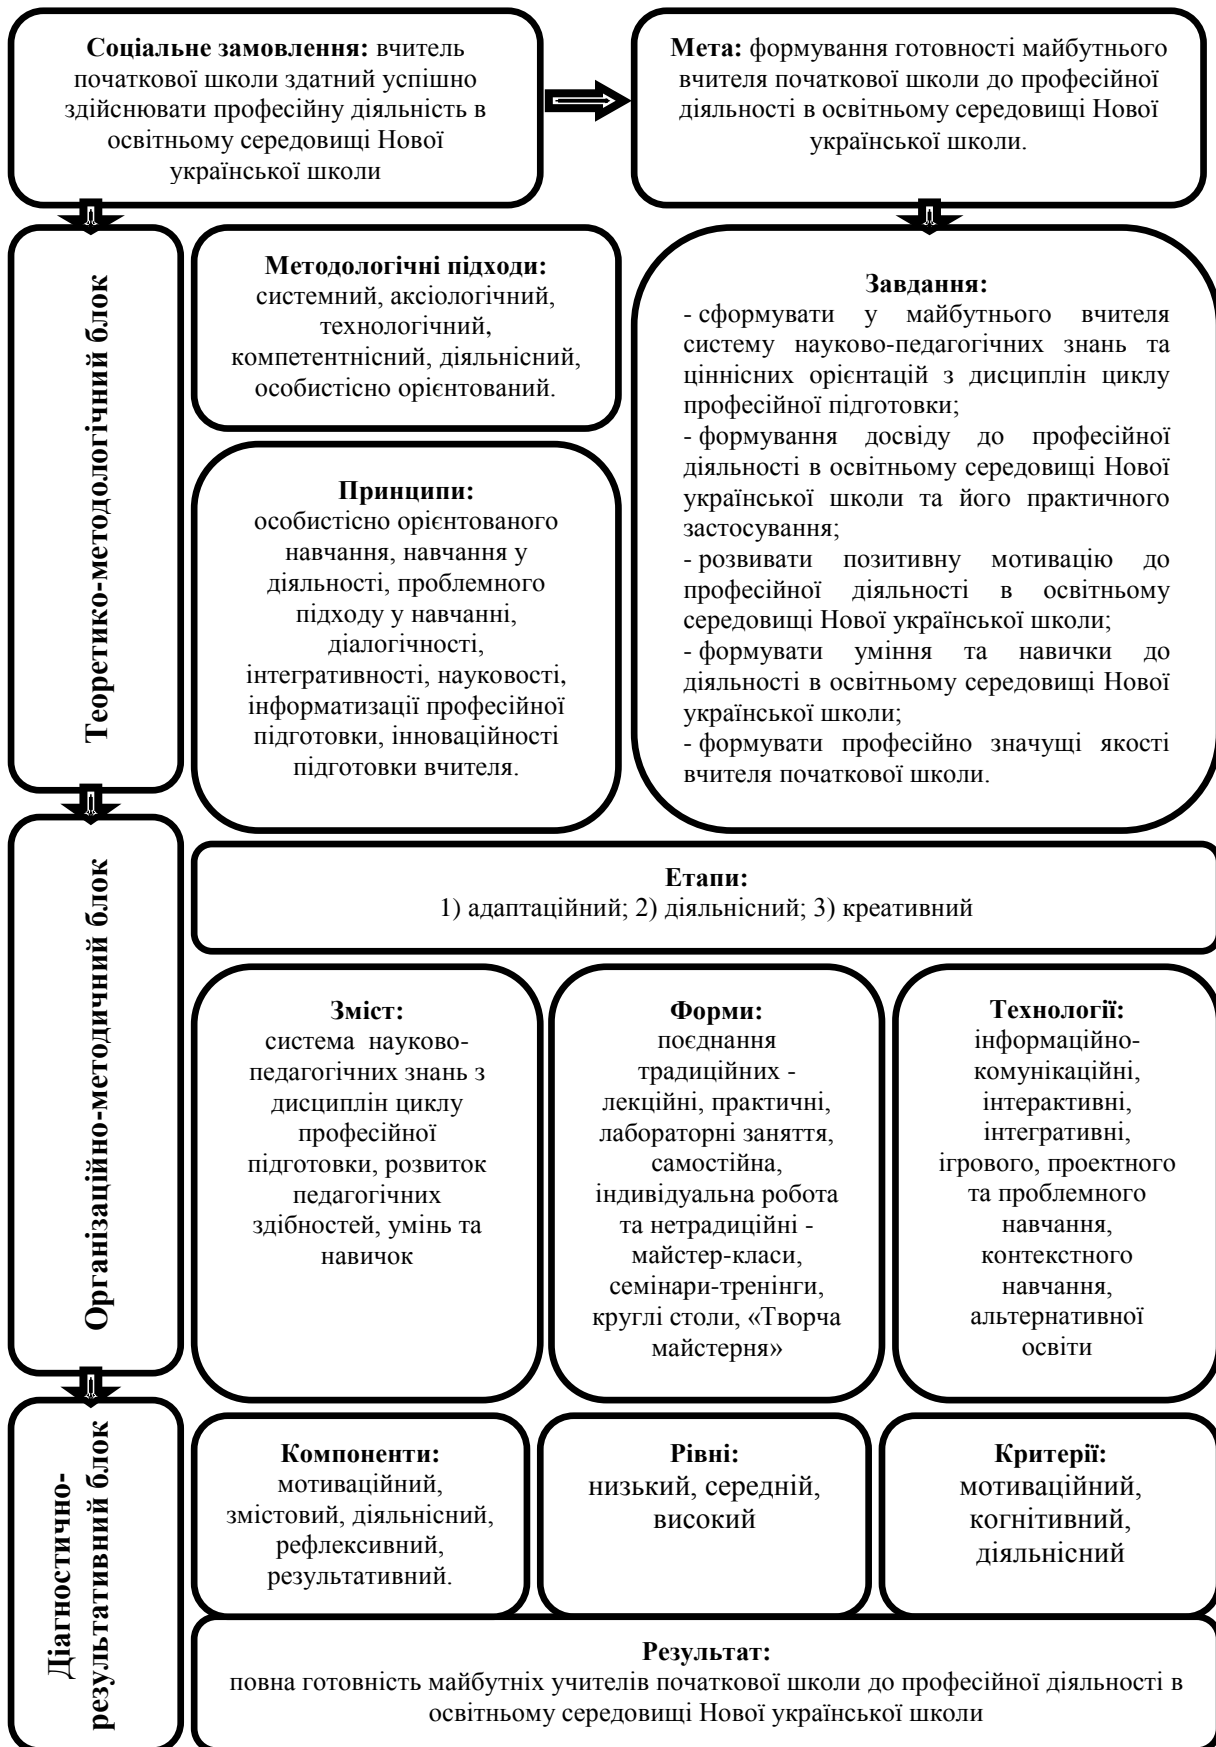 Соціальне замовлення: вчитель
початкової школи здатний успішно
здійснювати професійну діяльність в
освітньому середовищі Нової
української школи
Мета: формування готовності майбутнього
вчителя початкової школи до професійної
діяльності в освітньому середовищі Нової
української школи.
Теоретико-методологічний блок
Методологічні підходи:
системний, аксіологічний,
технологічний,
компетентнісний, діяльнісний,
особистісно орієнтований.
Принципи:
особистісно орієнтованого
навчання, навчання у
діяльності, проблемного
підходу у навчанні,
діалогічності,
інтегративності, науковості,
інформатизації професійної
підготовки, інноваційності
підготовки вчителя.
Завдання:
- сформувати у майбутнього вчителя
систему науково-педагогічних знань та
ціннісних орієнтацій з дисциплін циклу
професійної підготовки;
- формування досвіду до професійної
діяльності в освітньому середовищі Нової
української школи та його практичного
застосування;
- розвивати позитивну мотивацію до
професійної діяльності в освітньому
середовищі Нової української школи;
- формувати уміння та навички до
діяльності в освітньому середовищі Нової
української школи;
- формувати професійно значущі якості
вчителя початкової школи.
Організаційно-методичний блок
Етапи:
1) адаптаційний; 2) діяльнісний; 3) креативний
Зміст:
система науково-
педагогічних знань з
дисциплін циклу
професійної
підготовки, розвиток
педагогічних
здібностей, умінь та
навичок
Форми:
поєднання
традиційних -
лекційні, практичні,
лабораторні заняття,
самостійна,
індивідуальна робота
та нетрадиційні -
майстер-класи,
семінари-тренінги,
круглі столи, «Творча
майстерня»
Технології:
інформаційно-
комунікаційні,
інтерактивні,
інтегративні,
ігрового, проектного
та проблемного
навчання,
контекстного
навчання,
альтернативної
освіти
Діагностично-
результативний блок
Компоненти:
мотиваційний,
змістовий, діяльнісний,
рефлексивний,
результативний.
Рівні:
низький, середній,
високий
Критерії:
мотиваційний,
когнітивний,
діяльнісний
Результат:
повна готовність майбутніх учителів початкової школи до професійної діяльності в
освітньому середовищі Нової української школи